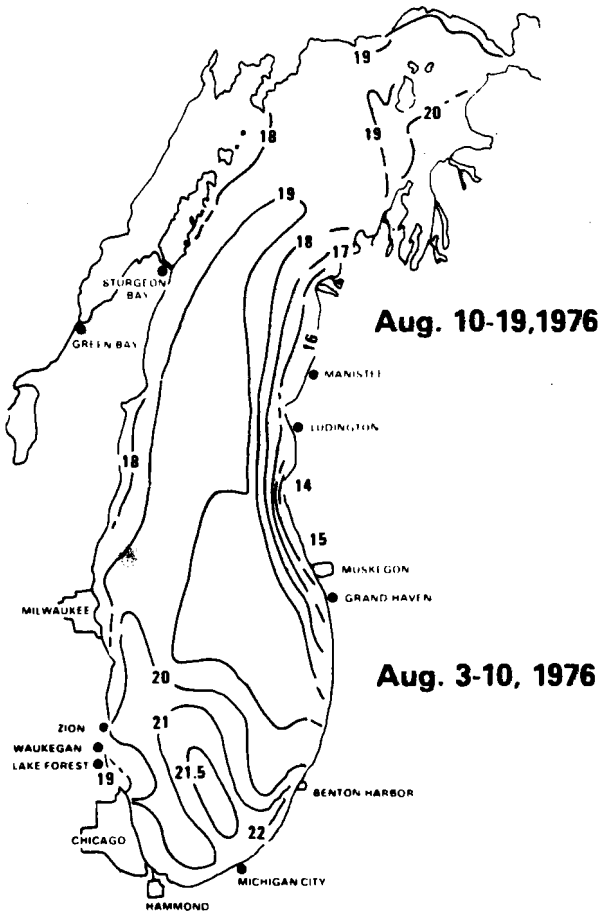 19
20
19
18
19
18
17
STURGEON
BAY
Aug. 10-19,1976
GREEN BAY
16
MANISTEE
LUDINGTON
18
14
15
MUSKEGON
MILWAUKEE
GRAND HAVEN
20
Aug. 3-10, 1976
21
ZION
WAUKEGAN
LAKE FOREST
19
21.5
BENTON HARBOR
22
CHICAGO
MICHIGAN CITY
HAMMOND